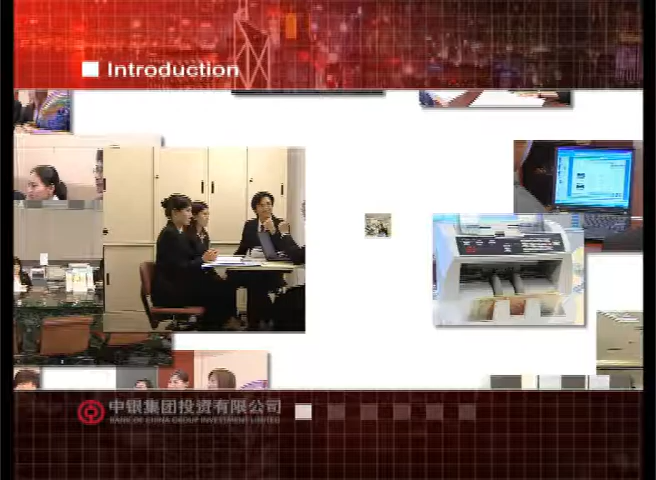 Introduction
中银集团投资有限公司
BANK OF CHINA GROUP INVESTMENT LIMITED